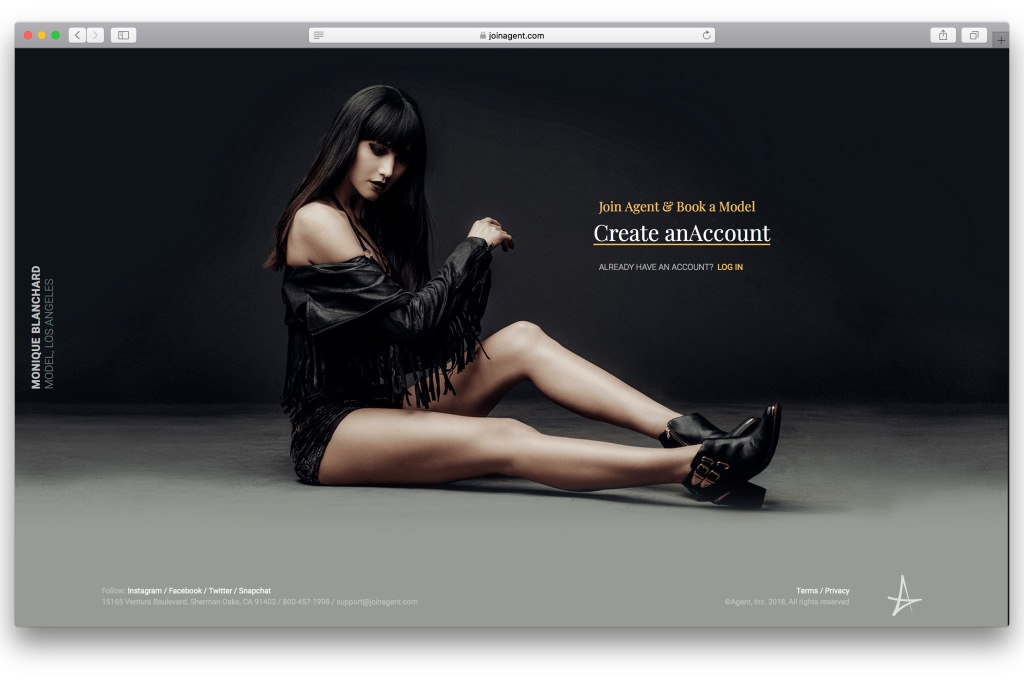 joinagent.com
Join Agent & Book a Model
Create anAccount
ALREADY HAVE AN ACCOUNT? LOG IN
MONIQUE BLANCHARD
MODEL, LOS ANGELES
Follow: Instagram / Facebook / Twitter / Snapchat
15165 Ventura Boulevard, Sherman Oaks, CA 91403 / 800-457-1998 / support@joinagent.com
Terms / Privacy
©Agent, Inc. 2018, All rights reserved